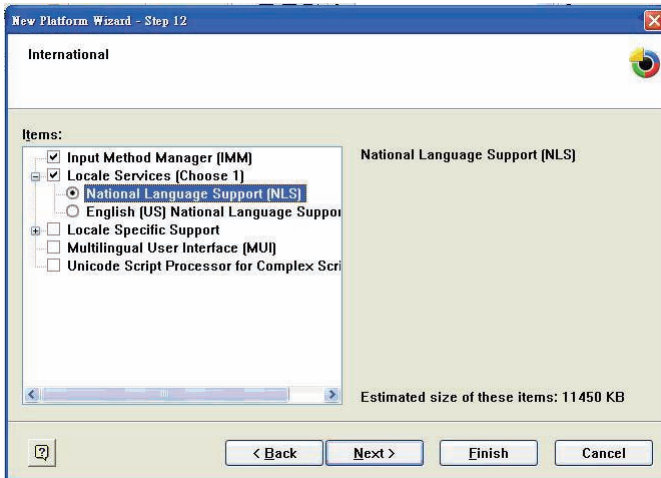 New Platform Wizard - Step 12
International
Items:
Input Method Manager (IMM)
Locale Services (Choose 1)
National Language Support (NLS)
English (US) National Language Suppor
Locale Specific Support
Multilingual User Interface (MUI)
Unicode Script Processor for Complex Scri
National Language Support (NLS)
Estimated size of these items: 11450 KB
< Back
Next >
Finish
Cancel